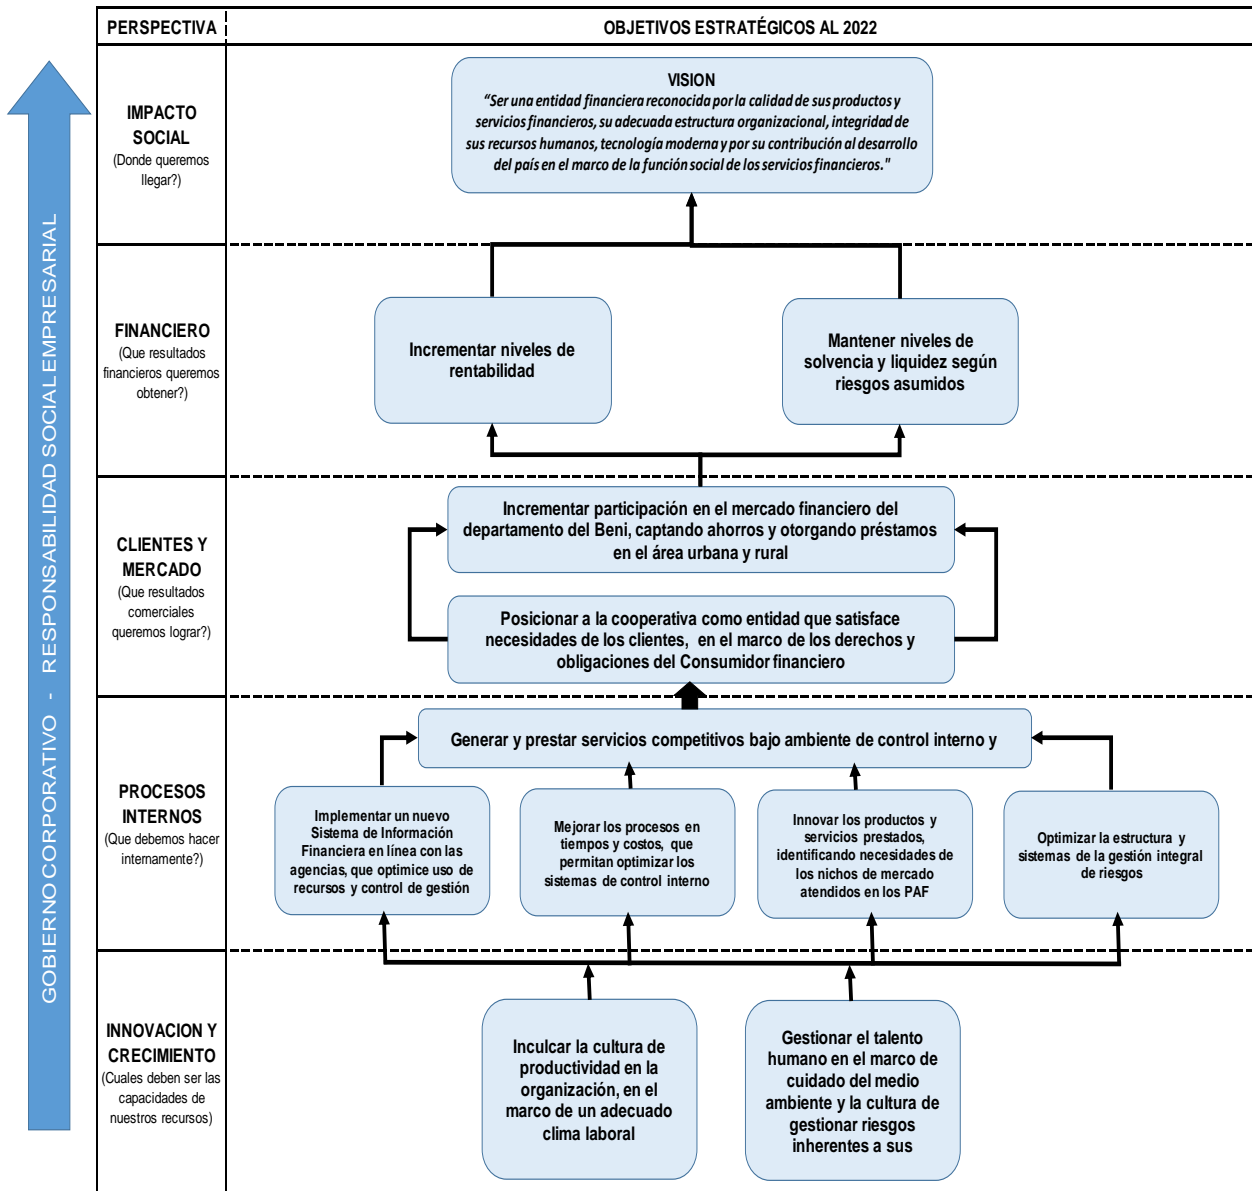 PERSPECTIVA
OBJETIVOS ESTRATÉGICOS AL 2022
GOBIERNO CORPORATIVO - RESPONSABILIDAD SOCIAL EMPRESARIAL
IMPACTO
SOCIAL
(Donde queremos
llegar?)
VISION
“Ser una entidad financiera reconocida por la calidad de sus productos y
servicios financieros, su adecuada estructura organizacional, integridad de
sus recursos humanos, tecnología moderna y por su contribución al desarrollo
del país en el marco de la función social de los servicios financieros."
FINANCIERO
(Que resultados
financieros queremos
obtener?)
Incrementar niveles de
rentabilidad
Mantener niveles de
solvencia y liquidez según
riesgos asumidos
CLIENTES Y
MERCADO
(Que resultados
comerciales
queremos lograr?)
Incrementar participación en el mercado financiero del
departamento del Beni, captando ahorros y otorgando préstamos
en el área urbana y rural
Posicionar a la cooperativa como entidad que satisface
necesidades de los clientes, en el marco de los derechos y
obligaciones del Consumidor financiero
PROCESOS
INTERNOS
(Que debemos hacer
internamente?)
Generar y prestar servicios competitivos bajo ambiente de control interno y
Implementar un nuevo
Sistema de Información
Financiera en línea con las
agencias, que optimice uso de
recursos y control de gestión
Mejorar los procesos en
tiempos y costos, que
permitan optimizar los
sistemas de control interno
Innovar los productos y
servicios prestados,
identificando necesidades de
los nichos de mercado
atendidos en los PAF
Optimizar la estructura y
sistemas de la gestión integral
de riesgos
INNOVACION Y
CRECIMIENTO
(Cuales deben ser las
capacidades de
nuestros recursos)
Inculcar la cultura de
productividad en la
organización, en el
marco de un adecuado
clima laboral
Gestionar el talento
humano en el marco de
cuidado del medio
ambiente y la cultura de
gestionar riesgos
inherentes a sus